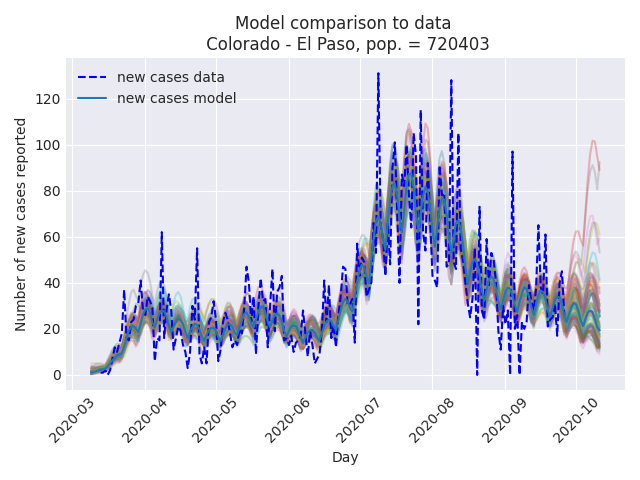 Model comparison to data
Colorado - El Paso, pop. = 720403
new cases data
new cases model
Number of new cases reported
120
100
80
60
40
20
0
2020-03
2020-04
2020-05
2020-06
2020-07
2020-08
2020-09
2020-10
Day